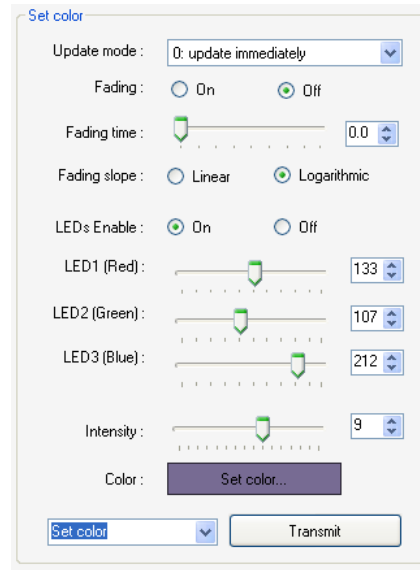 Set color
Update mode : 0: update immediately
Fading : On Off
Fading time : 0.0
Fading slope : Linear Logarithmic
LEDs Enable : On Off
LED1 (Red) : 133
LED2 (Green) : 107
LED3 (Blue) : 212
Intensity : 9
Color : Set color...
Set color Transmit